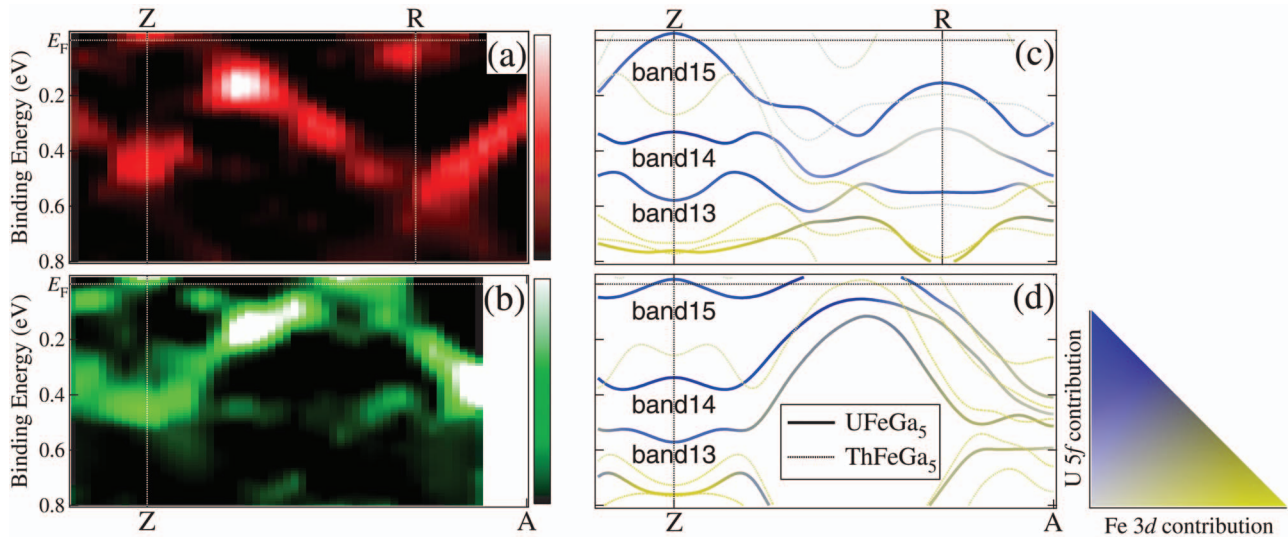 Z R Z R
E_F (a) (c)
0.2
0.4
0.6
0.8
Binding Energy (eV)
band15
band14
band13
E_F (b) (d)
0.2
0.4
0.6
0.8
Binding Energy (eV)
band15
band14
band13
UFeGa₅
ThFeGa₅
Z A Z A
U 5f contribution
Fe 3d contribution